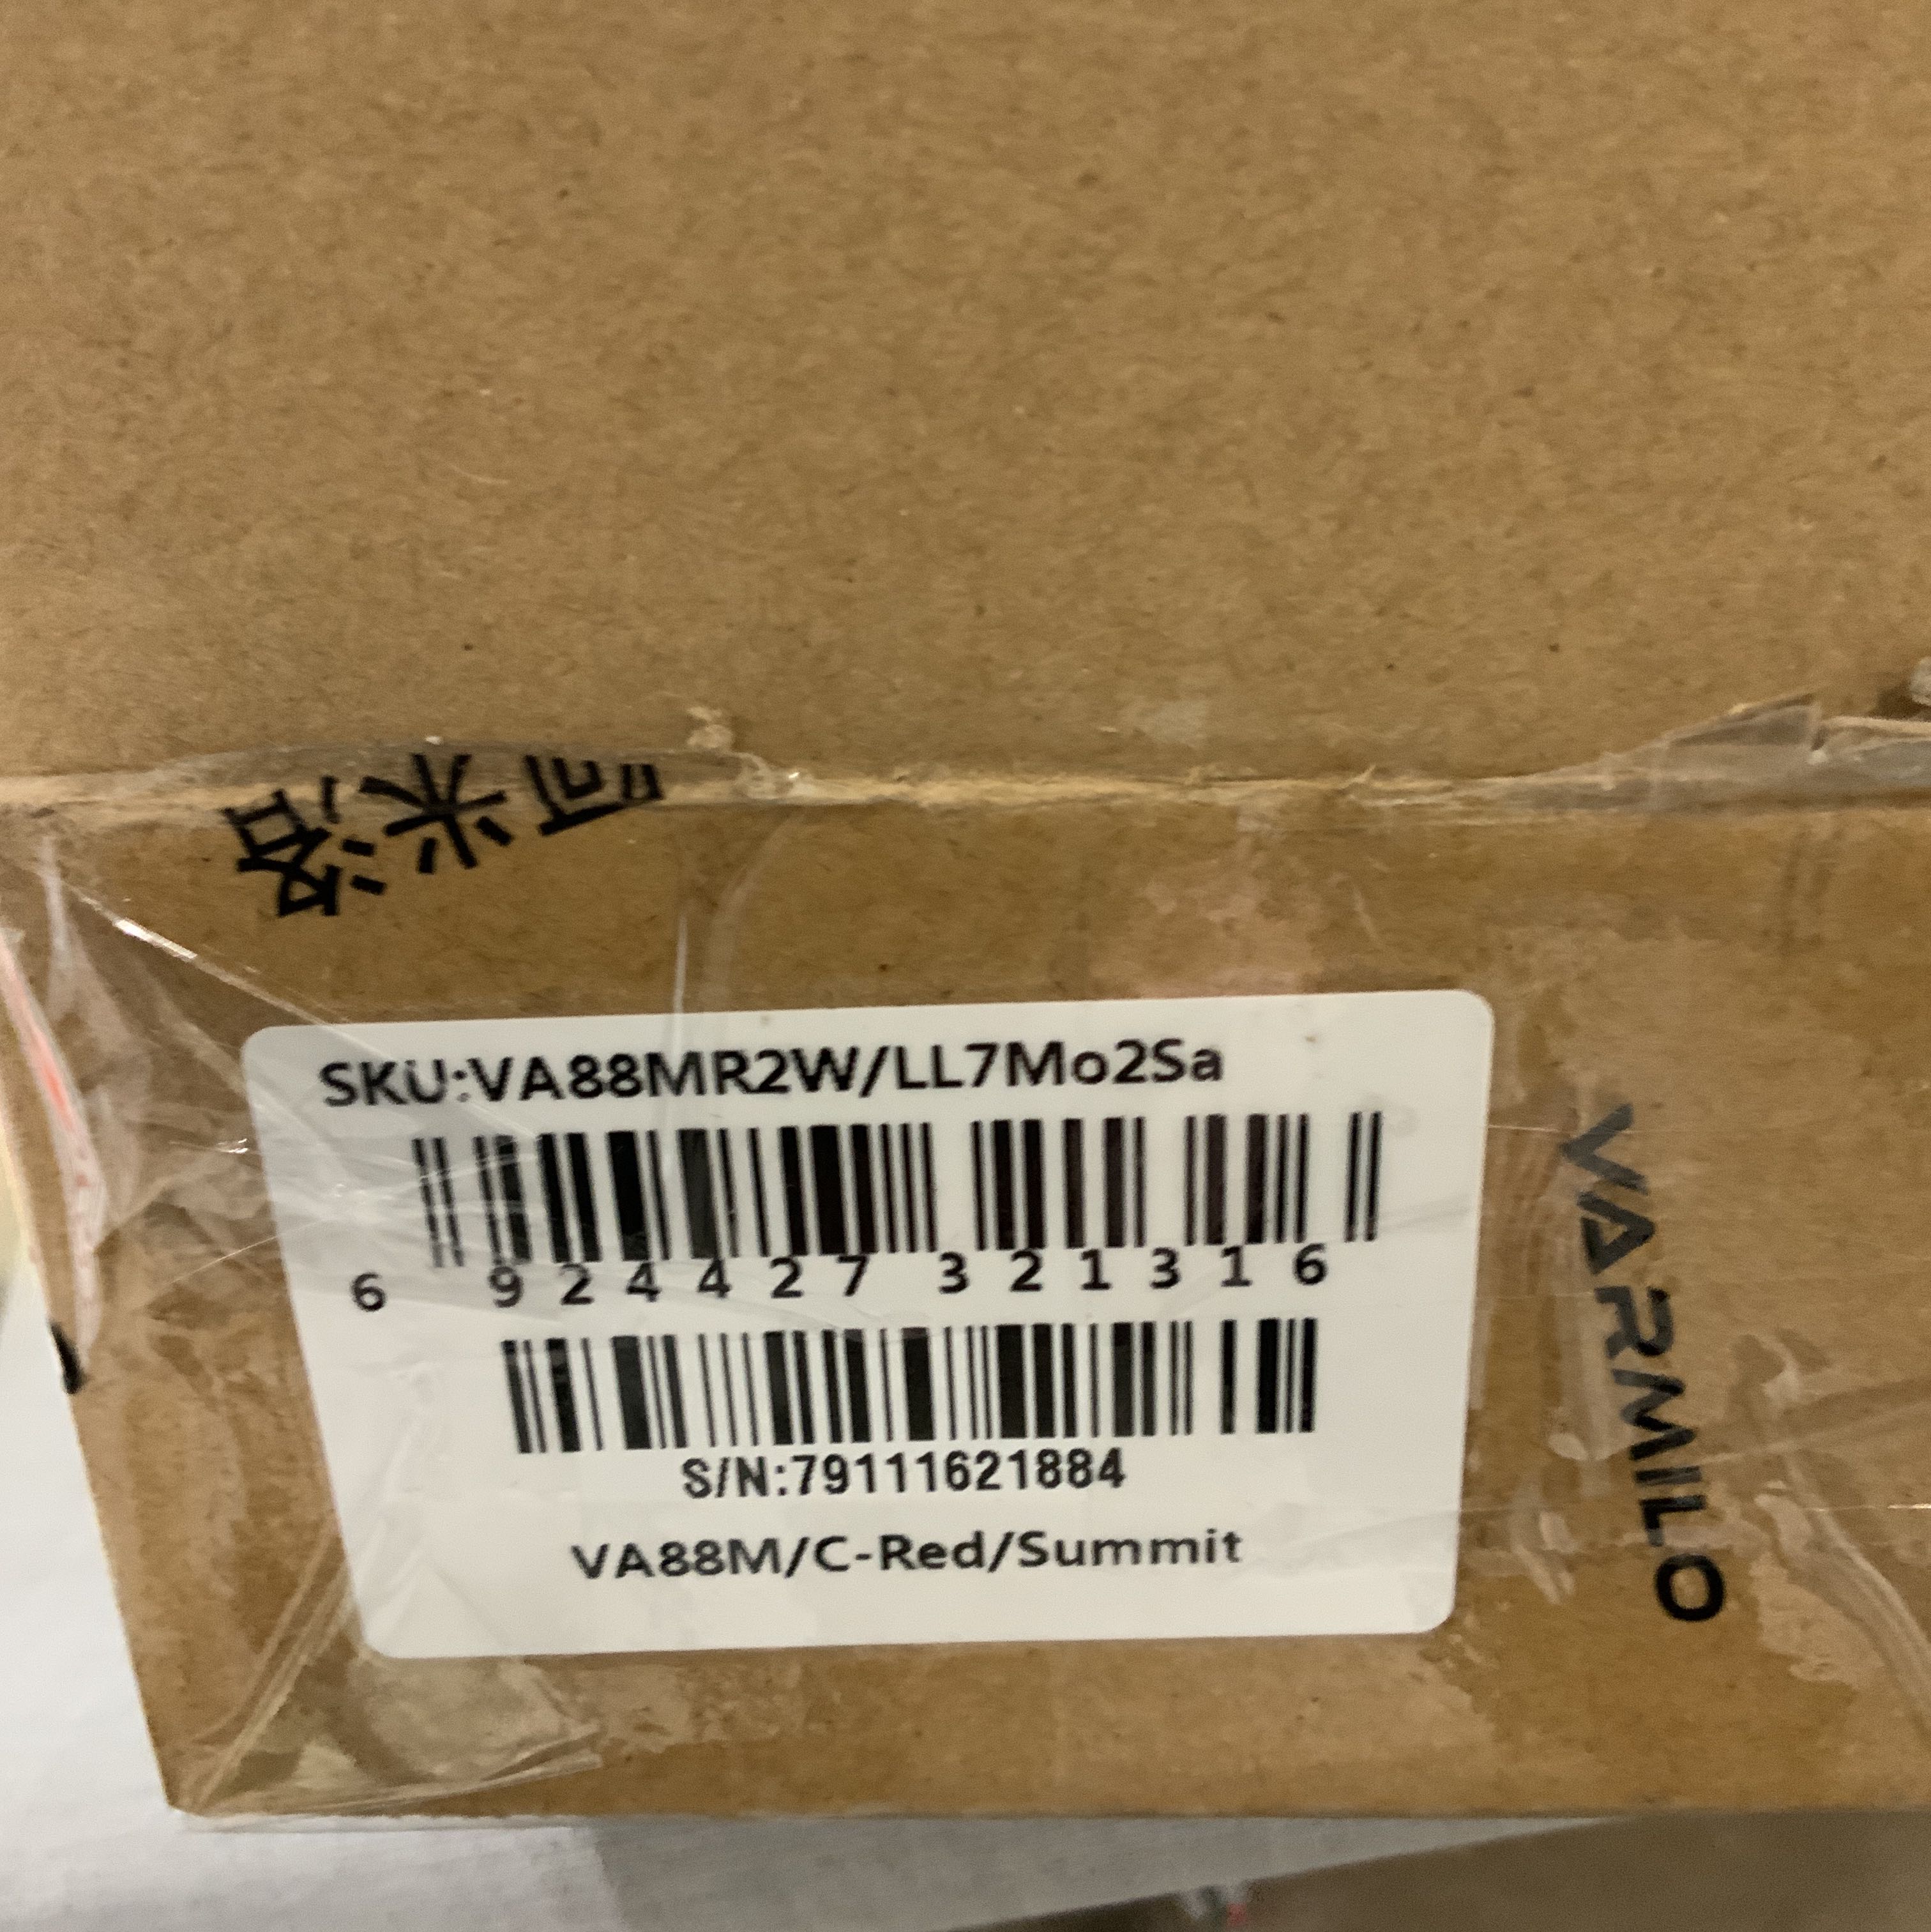 阿米洛
SKU:VA88MR2W/LL7Mo2Sa
6 924427 321316
S/N:79111621884
VA88M/C-Red/Summit
VARMILO